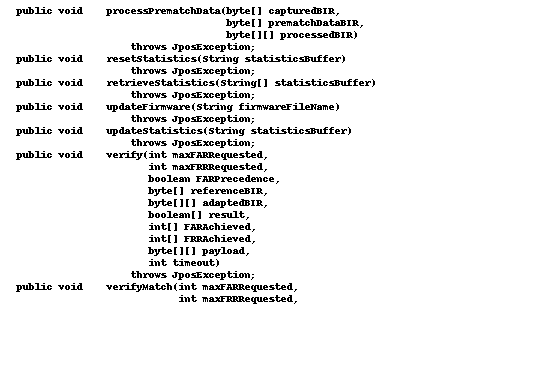 public void    processPrematchData(byte[] capturedBIR,
                                   byte[] prematchDataBIR,
                                   byte[][] processedBIR)
                   throws JposException;
public void    resetStatistics(String statisticsBuffer)
                   throws JposException;
public void    retrieveStatistics(String[] statisticsBuffer)
                   throws JposException;
public void    updateFirmware(String firmwareFileName)
                   throws JposException;
public void    updateStatistics(String statisticsBuffer)
                   throws JposException;
public void    verify(int maxFARRequested,
                      int maxFRRRequested,
                      boolean FARPrecedence,
                      byte[] referenceBIR,
                      byte[][] adaptedBIR,
                      boolean[] result,
                      int[] FARAchieved,
                      int[] FRRAchieved,
                      byte[][] payload,
                      int timeout)
                   throws JposException;
public void    verifyMatch(int maxFARRequested,
                           int maxFRRRequested,